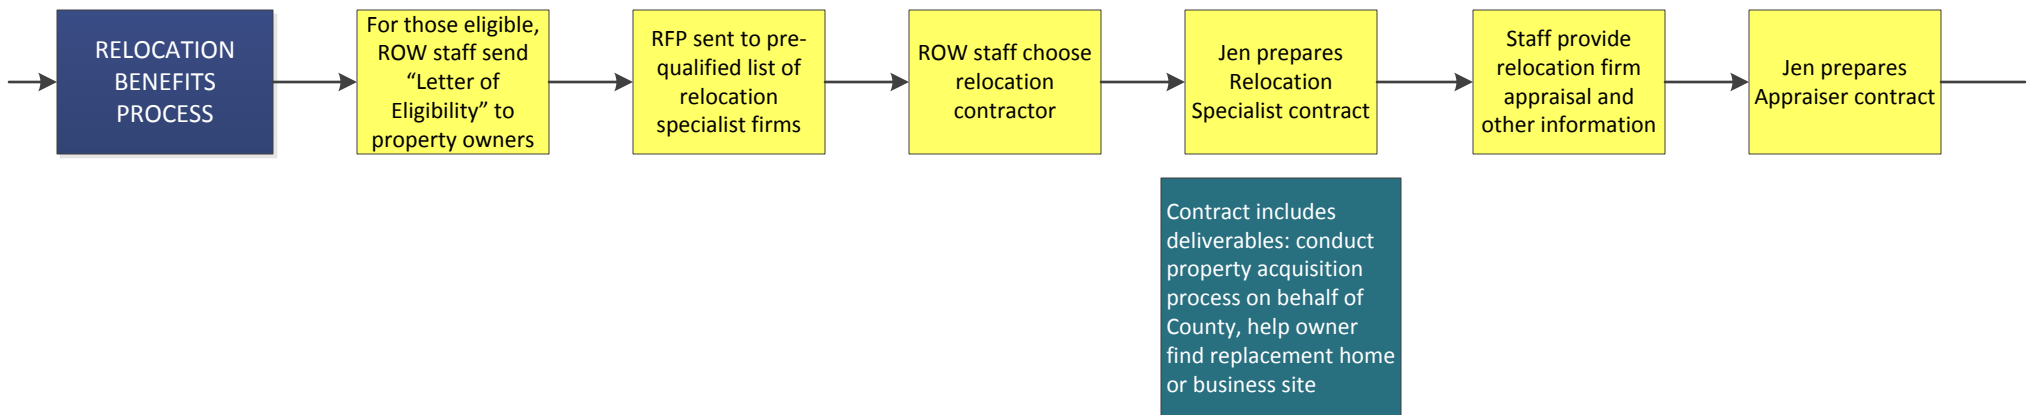 RELOCATION
BENEFITS
PROCESS
For those eligible,
ROW staff send
“Letter of
Eligibility” to
property owners
RFP sent to pre-
qualified list of
relocation
specialist firms
ROW staff choose
relocation
contractor
Jen prepares
Relocation
Specialist contract
Staff provide
relocation firm
appraisal and
other information
Jen prepares
Appraiser contract
Contract includes
deliverables: conduct
property acquisition
process on behalf of
County, help owner
find replacement home
or business site